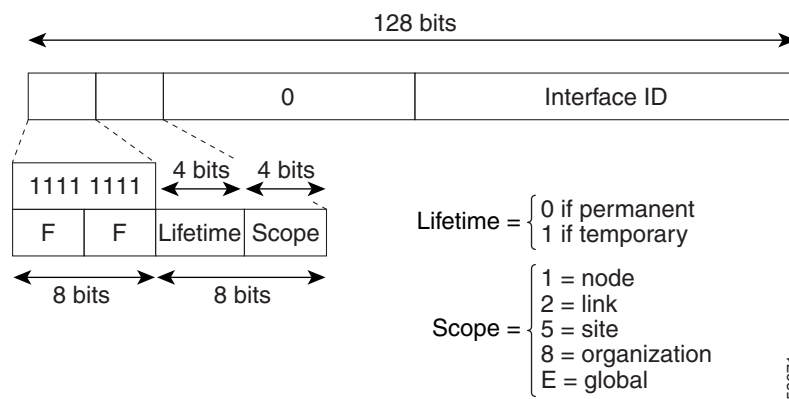 128 bits
0 Interface ID
4 bits 4 bits
1111 1111
F F Lifetime Scope
8 bits 8 bits
Lifetime = 0 if permanent
1 if temporary
Scope = 1 = node
2 = link
5 = site
8 = organization
E = global